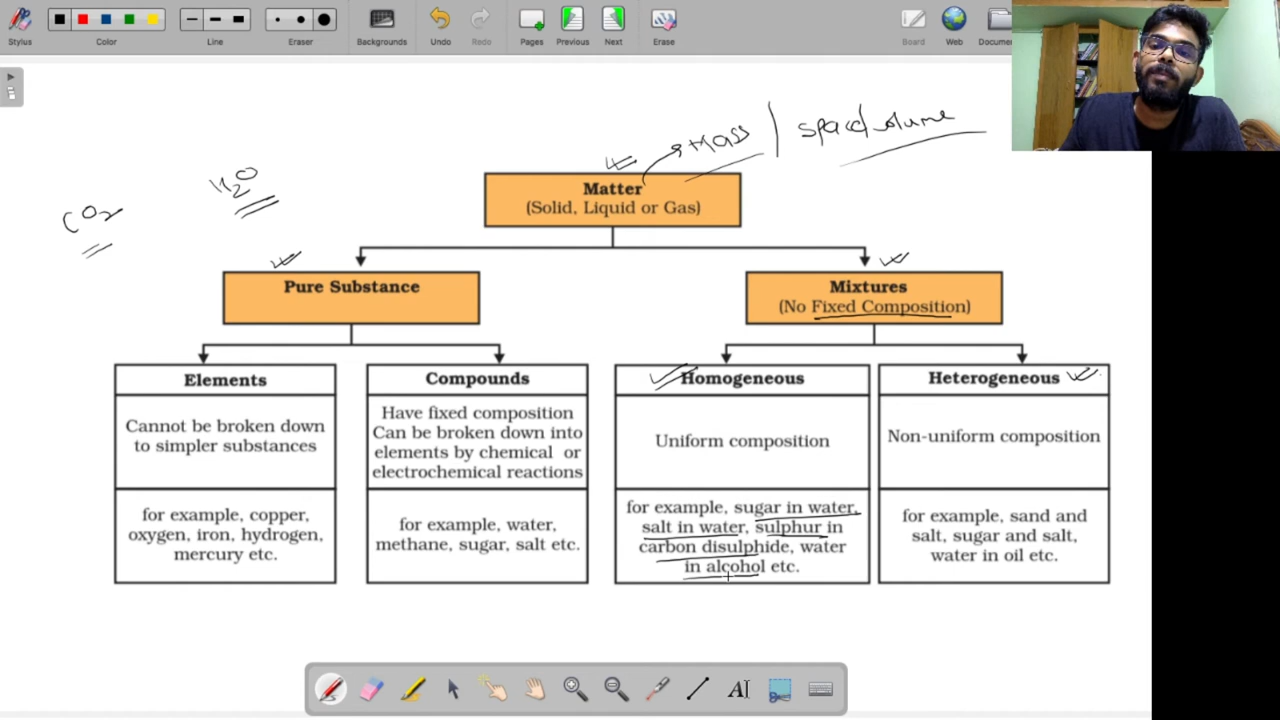 Stylus
Color
Line
Eraser
Backgrounds
Undo
Redo
Pages
Previous
Next
Erase
Board
Web
Docume
Mass | space/volume
H2O
CO2
Matter
(Solid, Liquid or Gas)
Pure Substance
Mixtures
(No Fixed Composition)
Elements
Cannot be broken down
to simpler substances
for example, copper,
oxygen, iron, hydrogen,
mercury etc.
Compounds
Have fixed composition
Can be broken down into
elements by chemical or
electrochemical reactions
for example, water,
methane, sugar, salt etc.
Homogeneous
Uniform composition
for example, sugar in water,
salt in water, sulphur in
carbon disulphide, water
in alcohol etc.
Heterogeneous
Non-uniform composition
for example, sand and
salt, sugar and salt,
water in oil etc.
AI